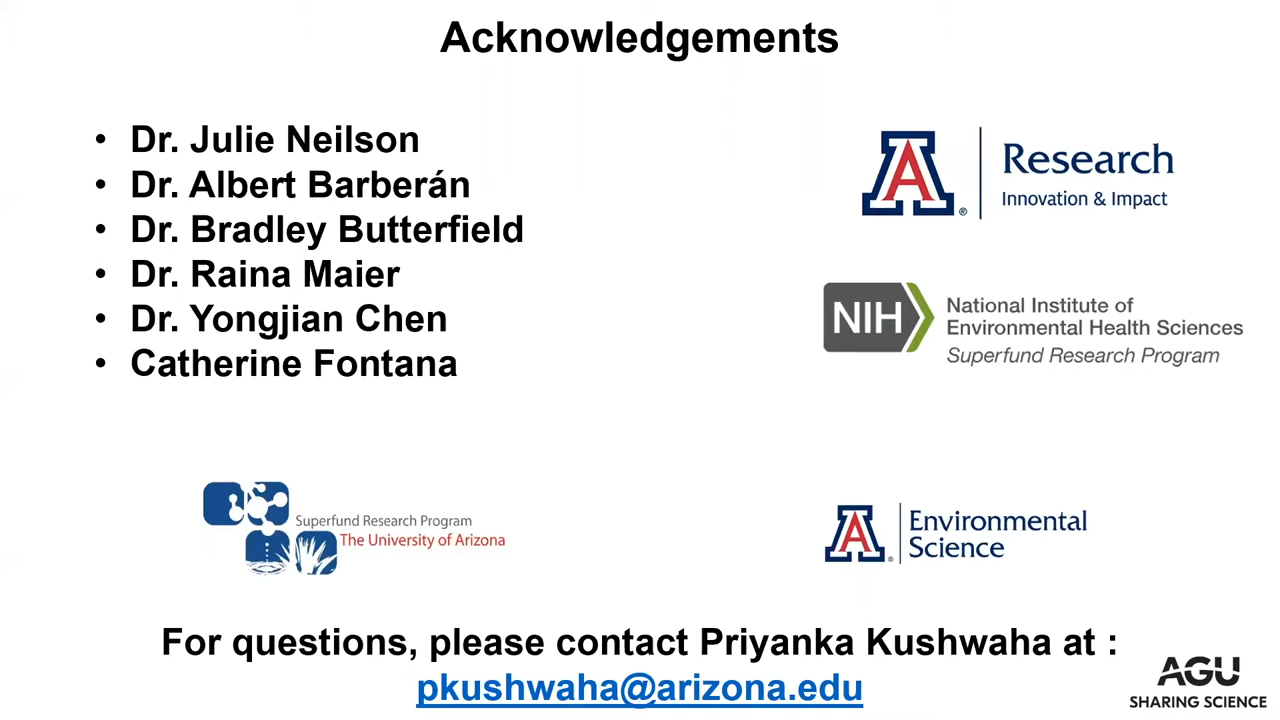 Acknowledgements
• Dr. Julie Neilson
• Dr. Albert Barberán
• Dr. Bradley Butterfield
• Dr. Raina Maier
• Dr. Yongjian Chen
• Catherine Fontana
A® Research
Innovation & Impact
NIH National Institute of
Environmental Health Sciences
Superfund Research Program
Superfund Research Program
The University of Arizona
A® Environmental
Science
For questions, please contact Priyanka Kushwaha at :
pkushwaha@arizona.edu
AGU
SHARING SCIENCE